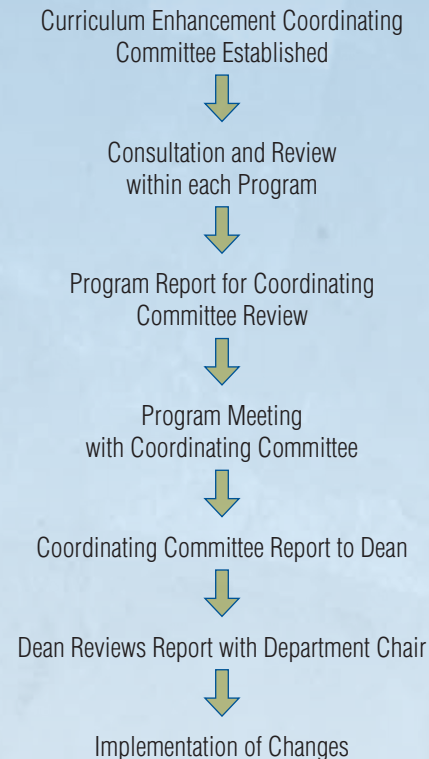 Curriculum Enhancement Coordinating
Committee Established
Consultation and Review
within each Program
Program Report for Coordinating
Committee Review
Program Meeting
with Coordinating Committee
Coordinating Committee Report to Dean
Dean Reviews Report with Department Chair
Implementation of Changes